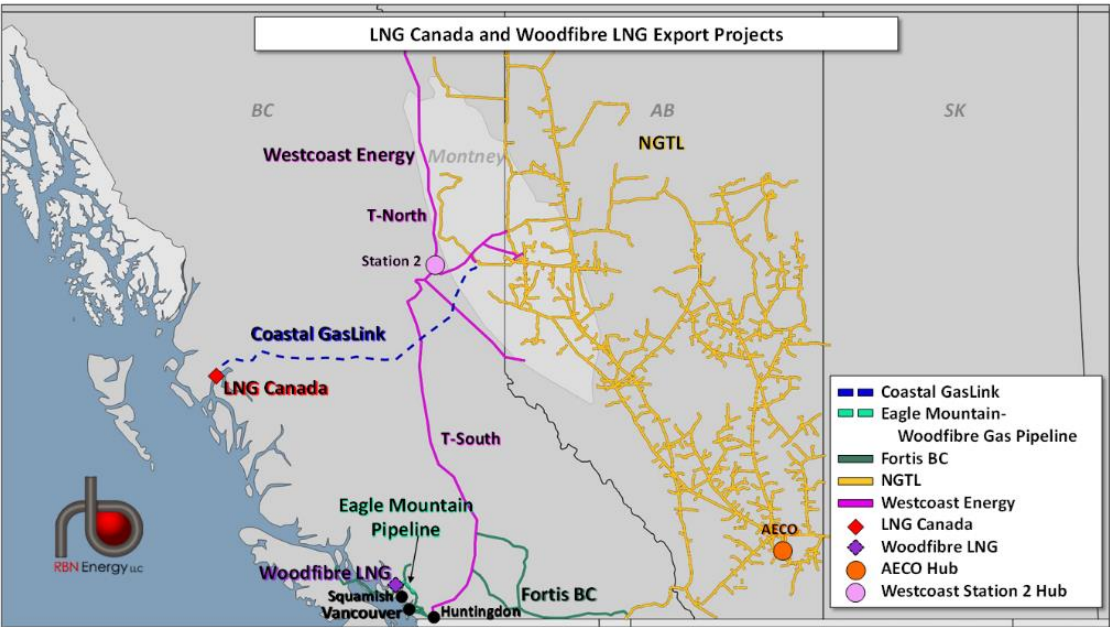 LNG Canada and Woodfibre LNG Export Projects
BC
AB
SK
NGTL
Westcoast Energy
Montney
T-North
Station 2
Coastal GasLink
LNG Canada
T-South
Eagle Mountain
Pipeline
AECO
Woodfibre LNG
Squamish
Vancouver
Huntingdon
Fortis BC
RBN Energy LLC
Coastal GasLink
Eagle Mountain-
Woodfibre Gas Pipeline
Fortis BC
NGTL
Westcoast Energy
LNG Canada
Woodfibre LNG
AECO Hub
Westcoast Station 2 Hub